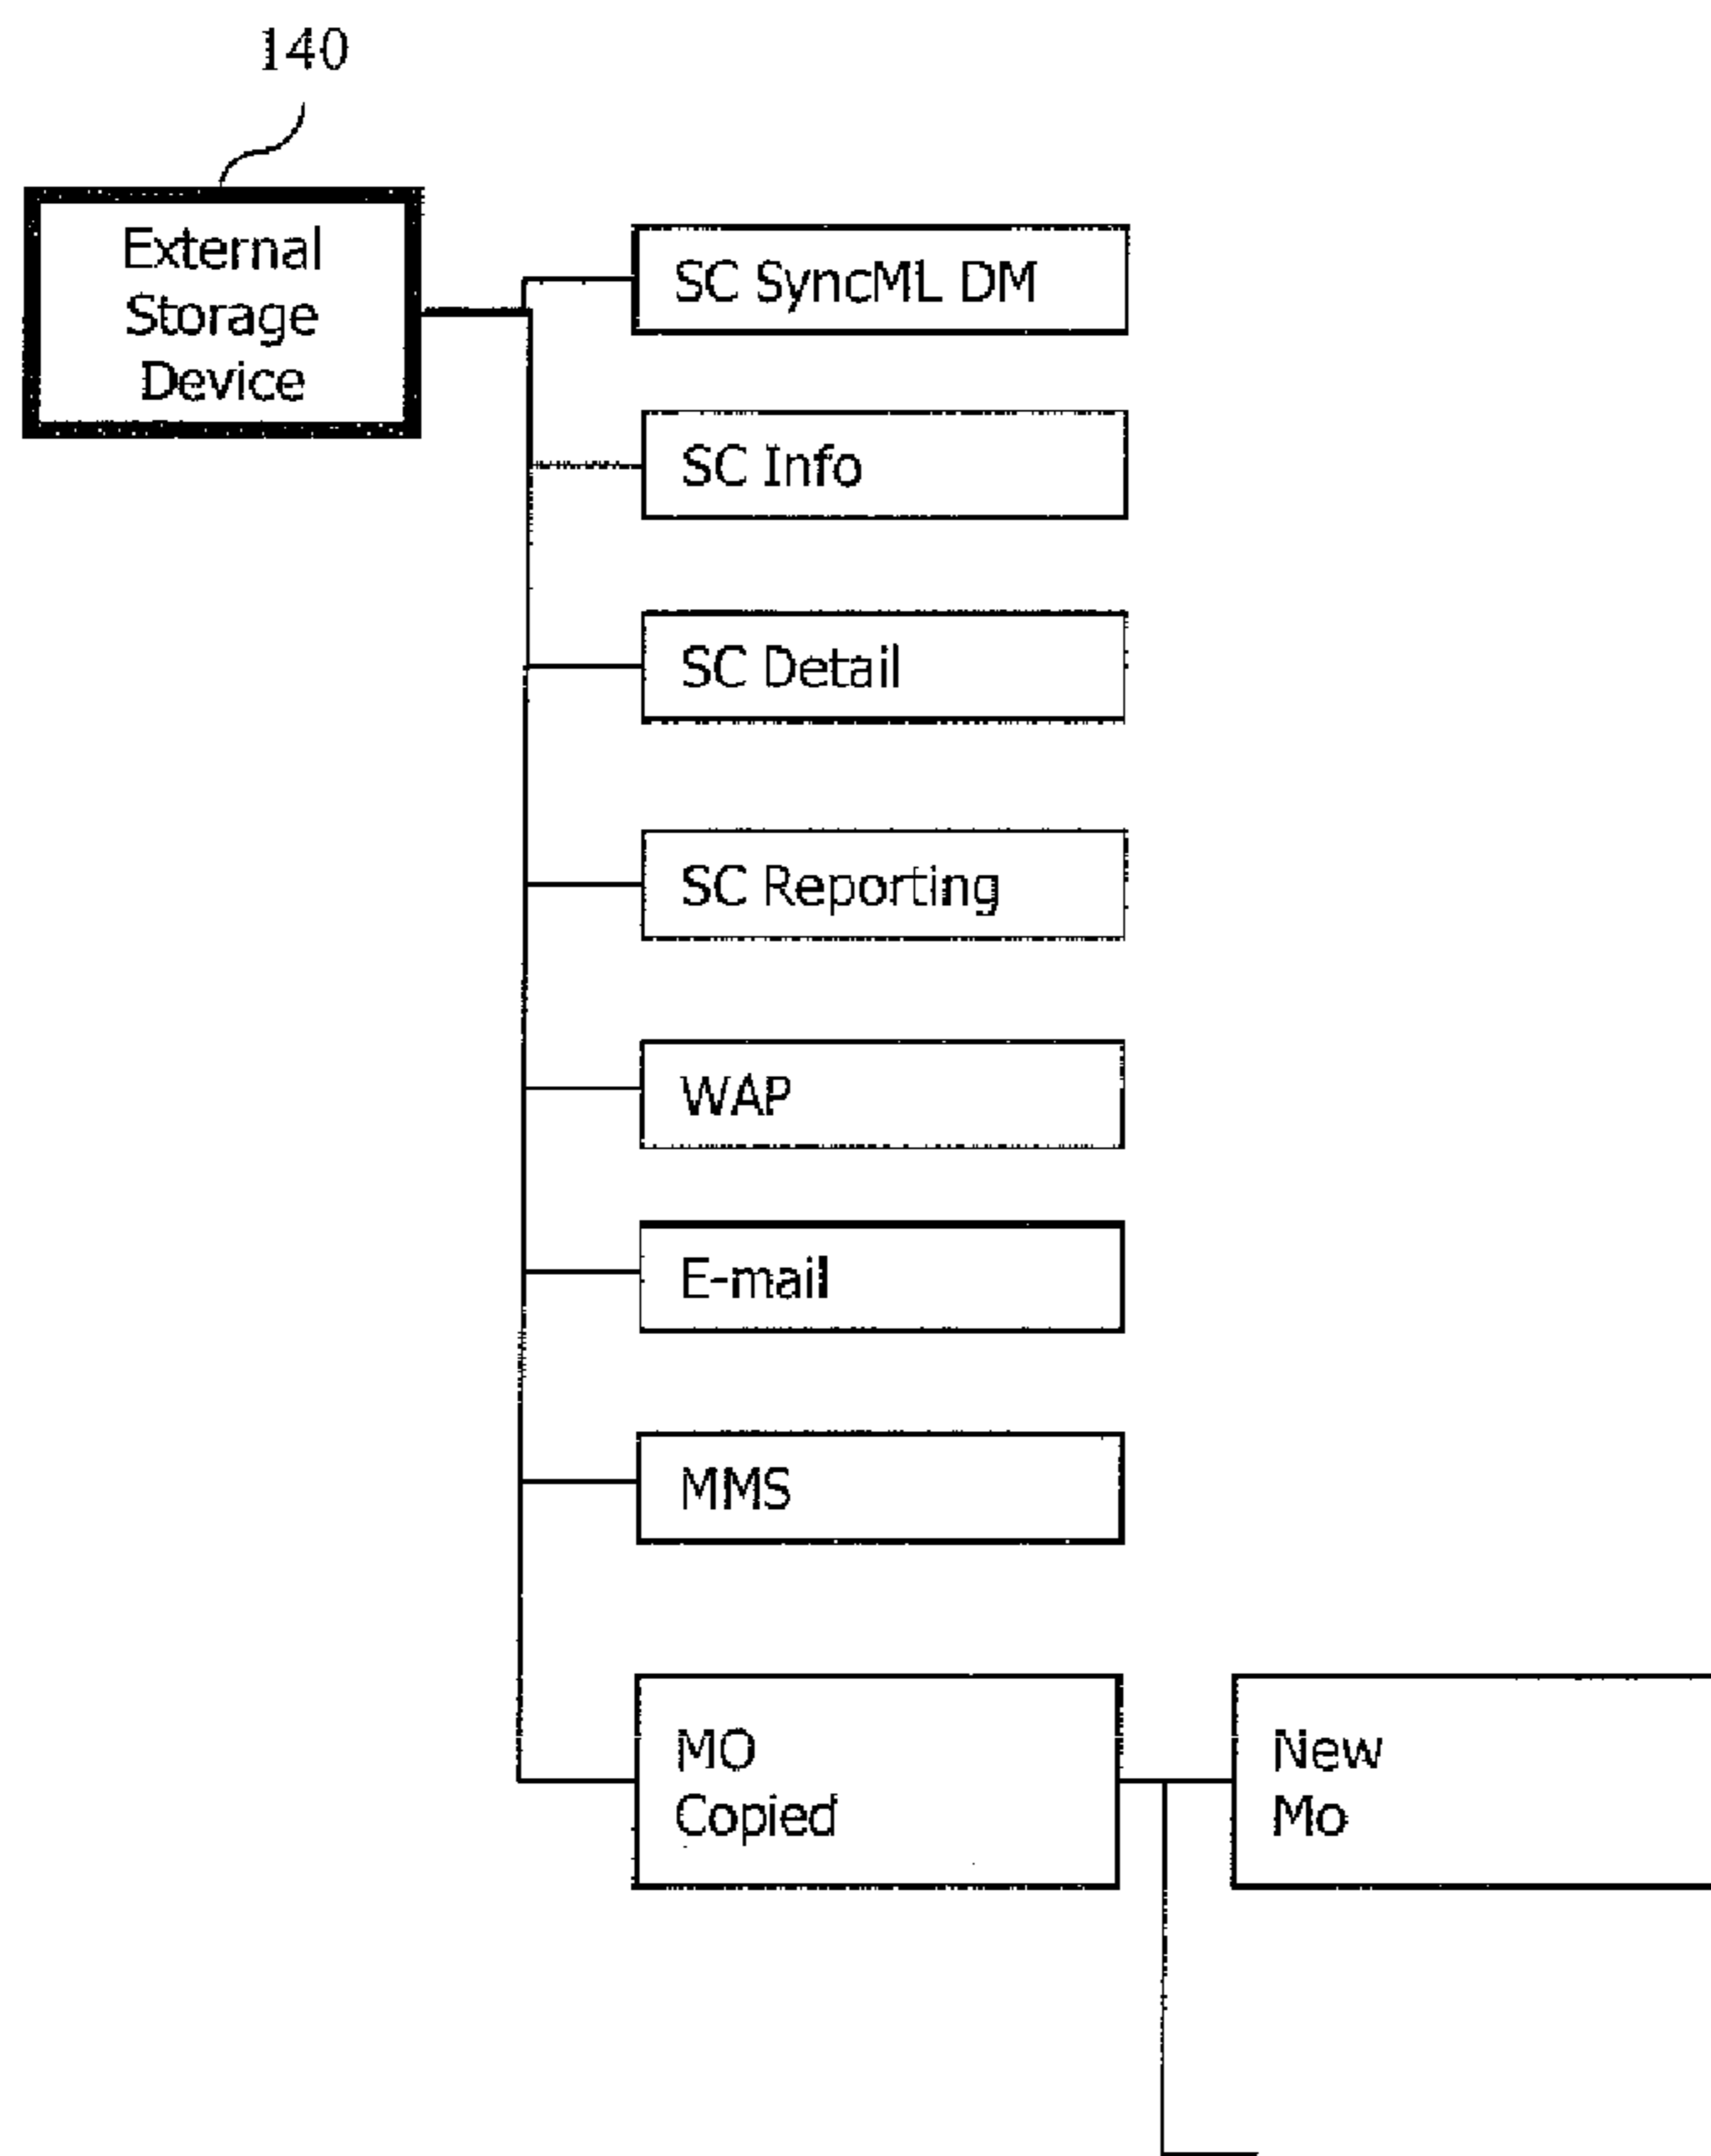 140
External
Storage
Device
SC SyncML DM
SC Info
SC Detail
SC Reporting
WAP
E-mail
MMS
MO
Copied
New
Mo